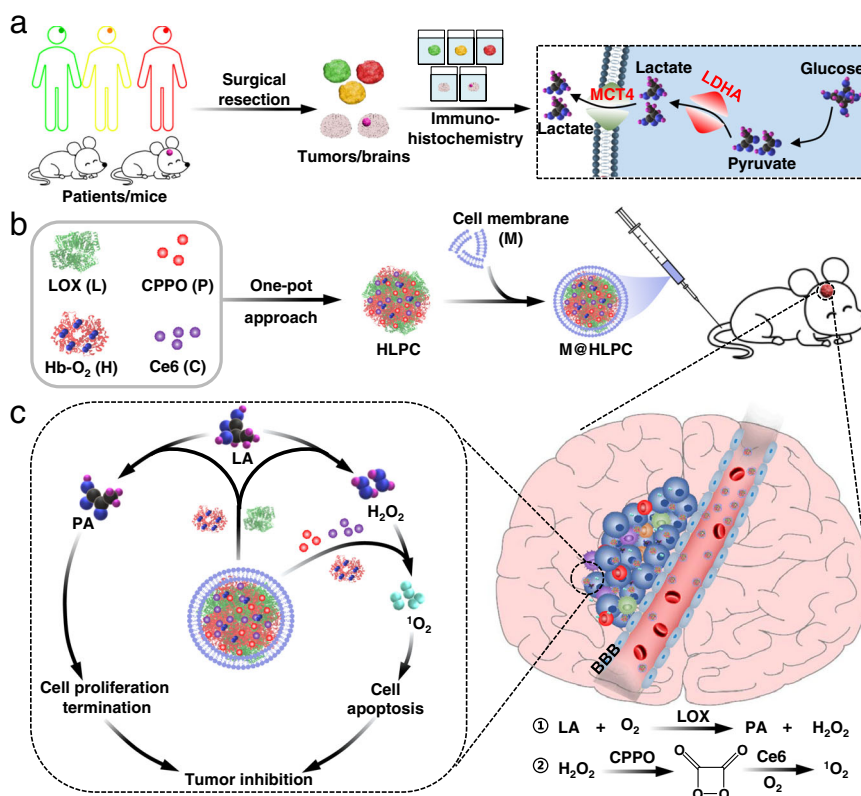 a
Surgical
resection
Tumors/brains
Immuno-
histochemistry
Patients/mice
MCT4
Lactate
Lactate
LDHA
Glucose
Pyruvate
b
LOX (L)
CPPO (P)
Hb-O₂ (H)
Ce6 (C)
One-pot
approach
HLPC
Cell membrane
(M)
M@HLPC
c
LA
PA
H₂O₂
¹O₂
Cell proliferation
termination
Cell
apoptosis
Tumor inhibition
BBB
① LA + O₂ LOX PA + H₂O₂
② H₂O₂ CPPO O O O O Ce6 O₂ ¹O₂